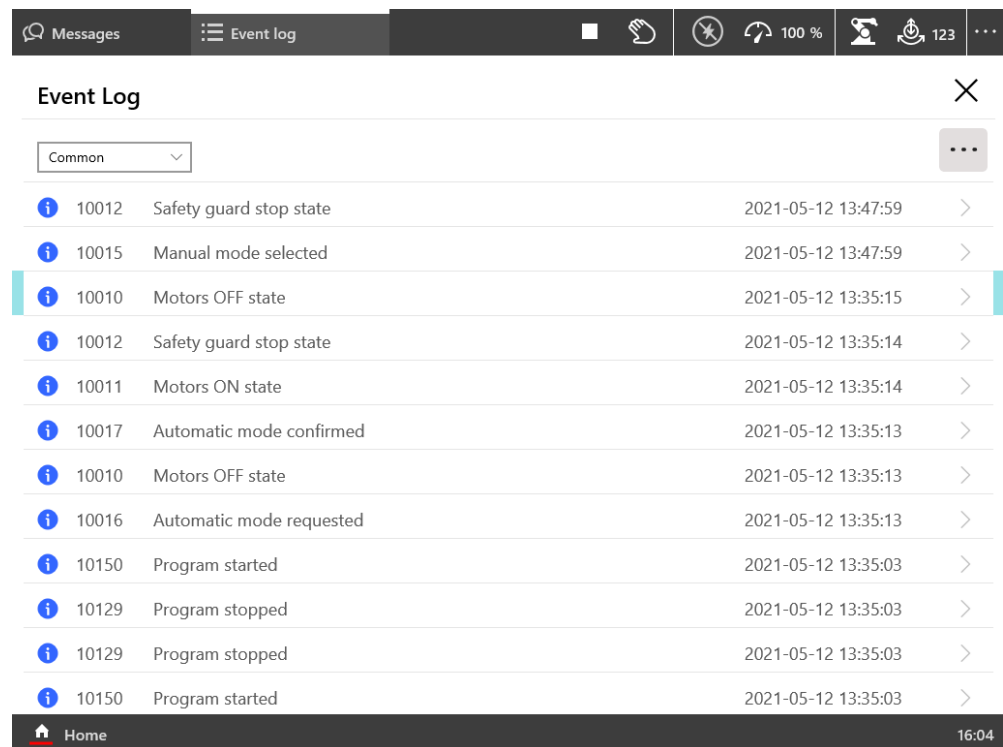 Messages Event log 100 % 123 ...
Event Log
Common ...
10012 Safety guard stop state 2021-05-12 13:47:59
10015 Manual mode selected 2021-05-12 13:47:59
10010 Motors OFF state 2021-05-12 13:35:15
10012 Safety guard stop state 2021-05-12 13:35:14
10011 Motors ON state 2021-05-12 13:35:14
10017 Automatic mode confirmed 2021-05-12 13:35:13
10010 Motors OFF state 2021-05-12 13:35:13
10016 Automatic mode requested 2021-05-12 13:35:13
10150 Program started 2021-05-12 13:35:03
10129 Program stopped 2021-05-12 13:35:03
10129 Program stopped 2021-05-12 13:35:03
10150 Program started 2021-05-12 13:35:03
Home 16:04